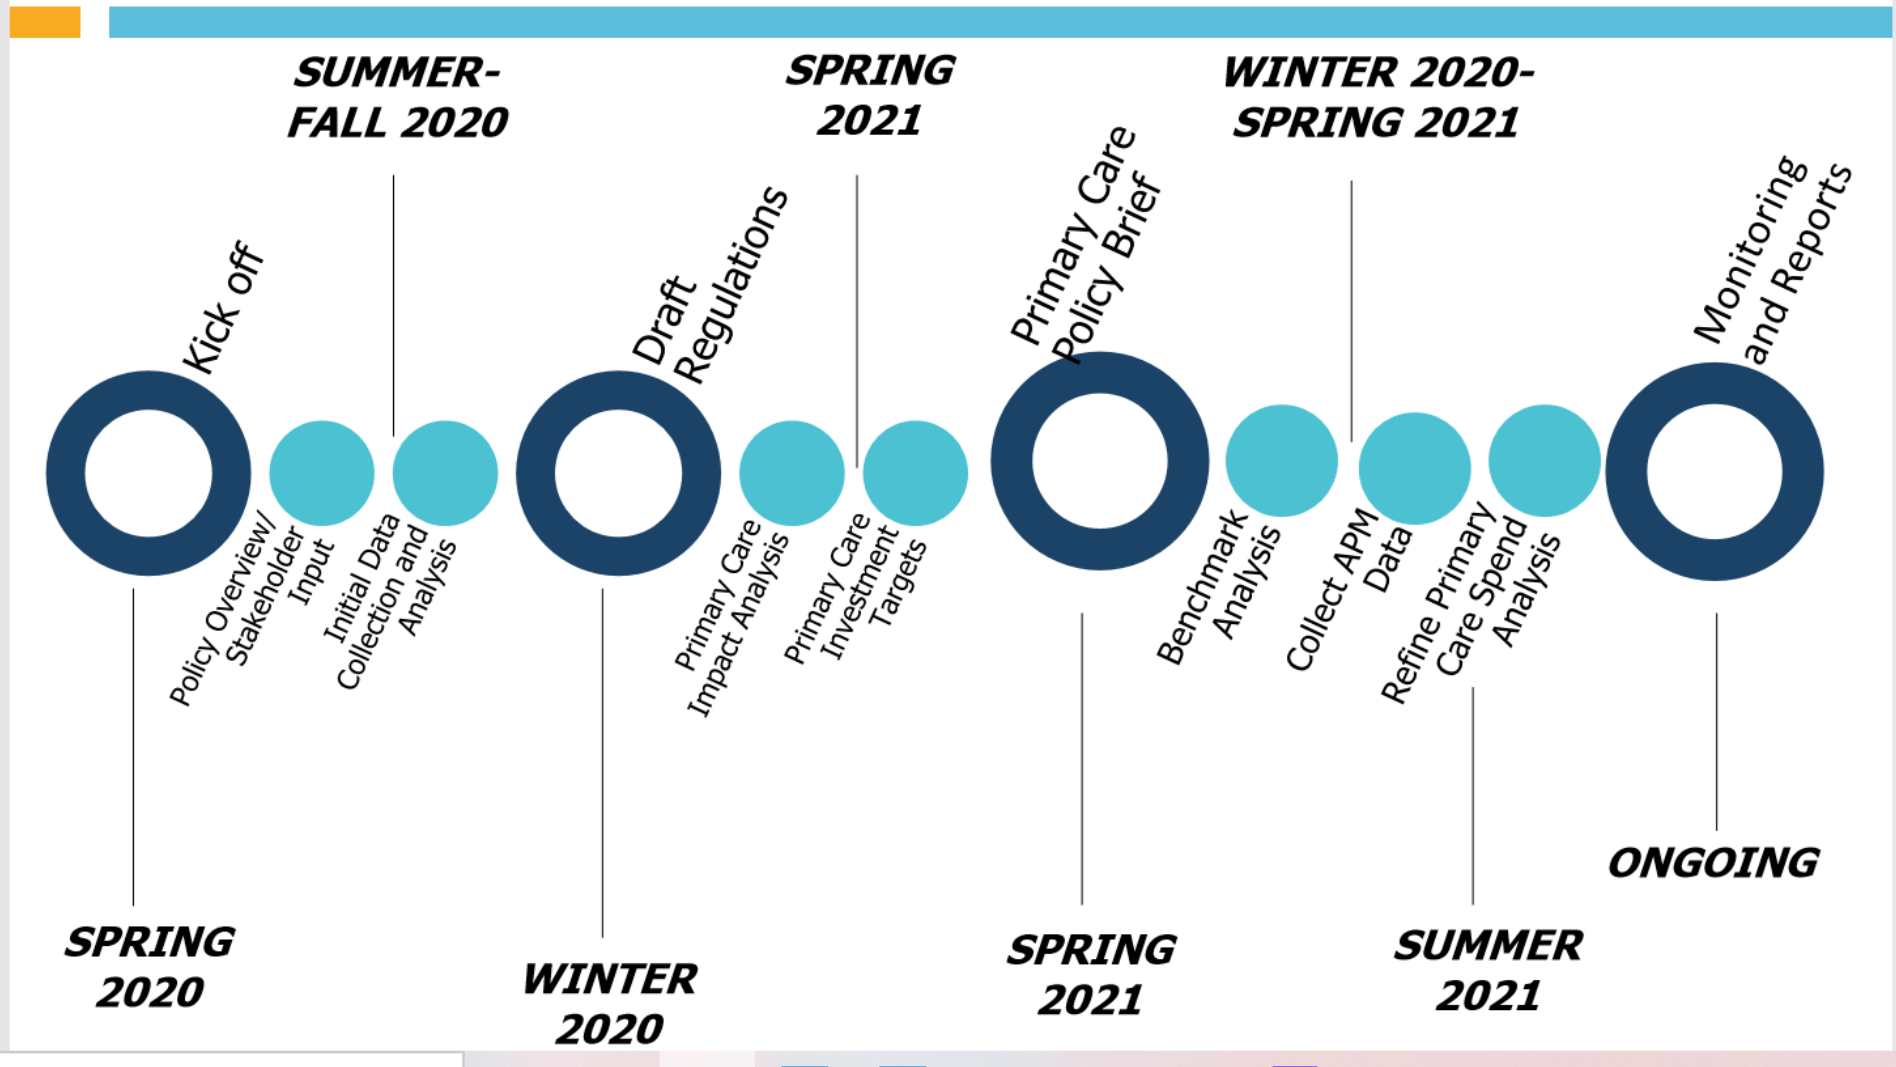 SUMMER-
FALL 2020
SPRING
2021
WINTER 2020-
SPRING 2021
Kick off
Draft
Regulations
Primary Care
Policy Brief
Monitoring
and Reports
Policy Overview/
Stakeholder
Input
Initial Data
Collection and
Analysis
Primary Care
Impact Analysis
Primary Care
Investment
Targets
Benchmark
Analysis
Collect APM
Data
Refine Primary
Care Spend
Analysis
SPRING
2020
WINTER
2020
SPRING
2021
SUMMER
2021
ONGOING